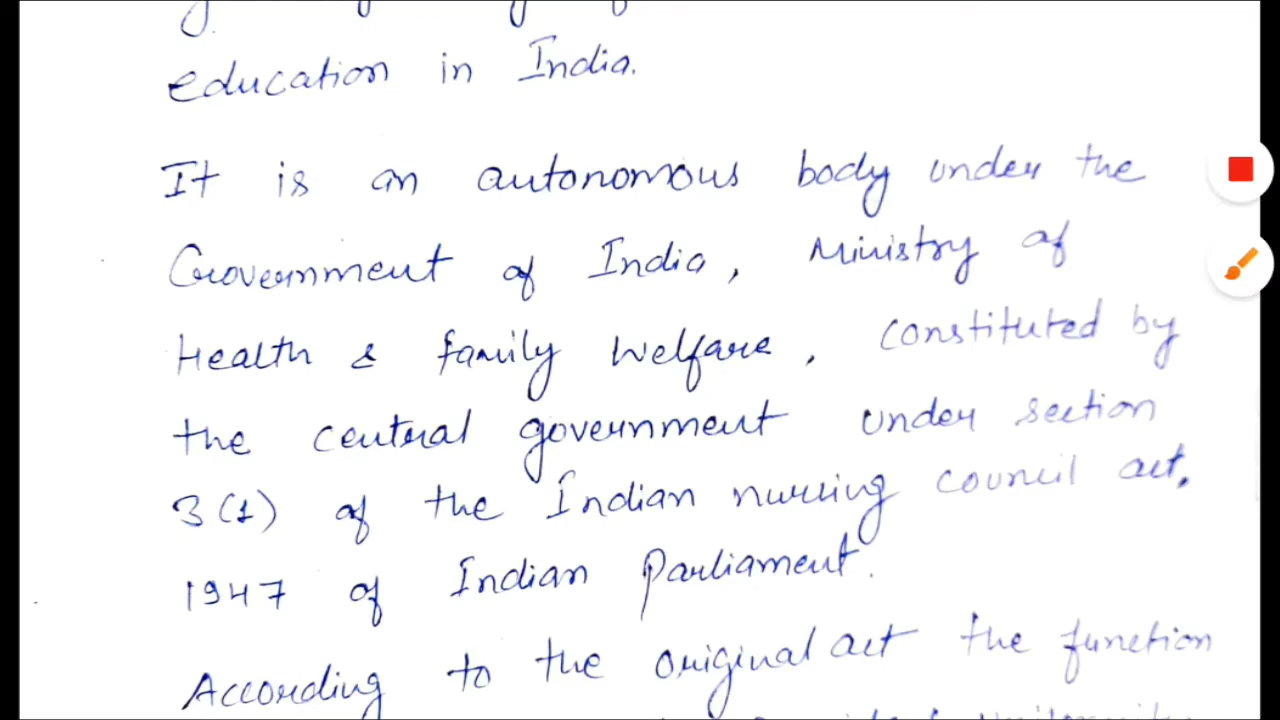 education in India.
It is an autonomous body under the
Government of India, Ministry of
Health & family Welfare, constituted by
the central government under section
3(1) of the Indian nursing council act,
1947 of Indian Parliament.
According to the original act the function